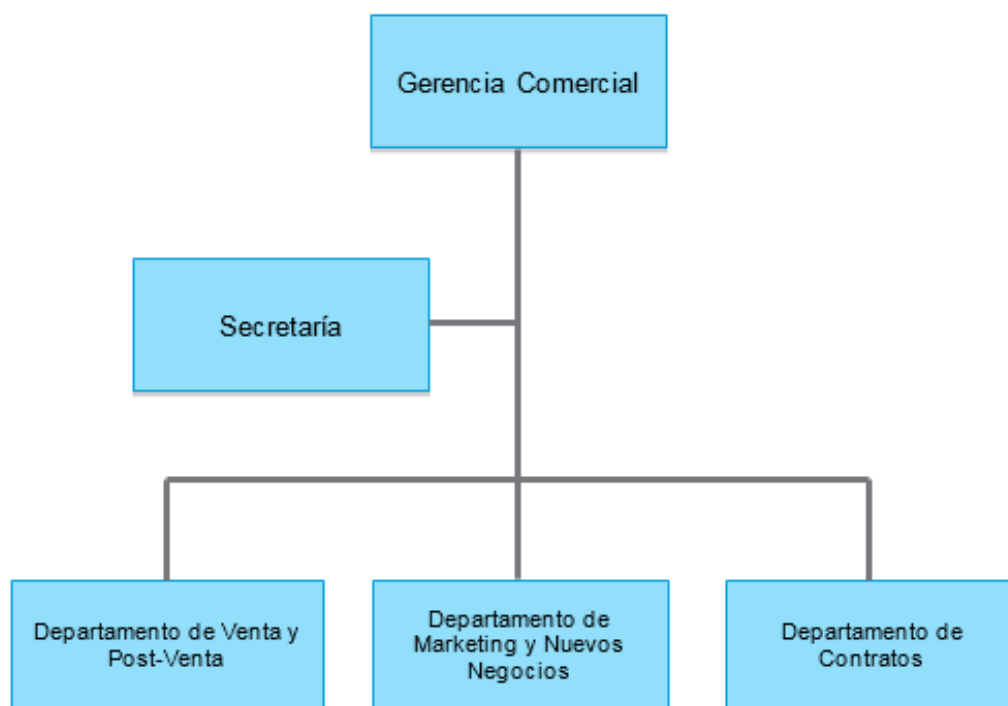 Gerencia Comercial
Secretaría
Departamento de Venta y
Post-Venta
Departamento de
Marketing y Nuevos
Negocios
Departamento de
Contratos